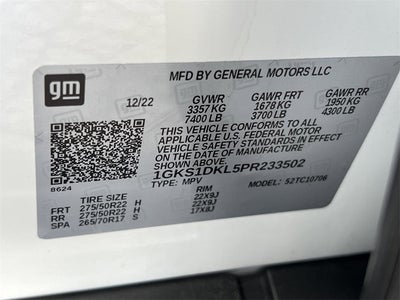 gm
MFD BY GENERAL MOTORS LLC
12/22 GVWR GAWR FRT GAWR RR
3357 KG 1678 KG 1950 KG
7400 LB 3700 LB 4300 LB
THIS VEHICLE CONFORMS TO ALL
APPLICABLE U.S. FEDERAL MOTOR
VEHICLE SAFETY STANDARDS IN EFFECT
ON THE DATE OF MANUFACTURE
SHOWN ABOVE.
1GKS1DKL5PR233502
8624
TYPE: MPV MODEL: 52TC10706
TIRE SIZE RIM
FRT 275/50R22 H 22X9J
RR 275/50R22 H 22X9J
SPA 265/70R17 S 17X8J